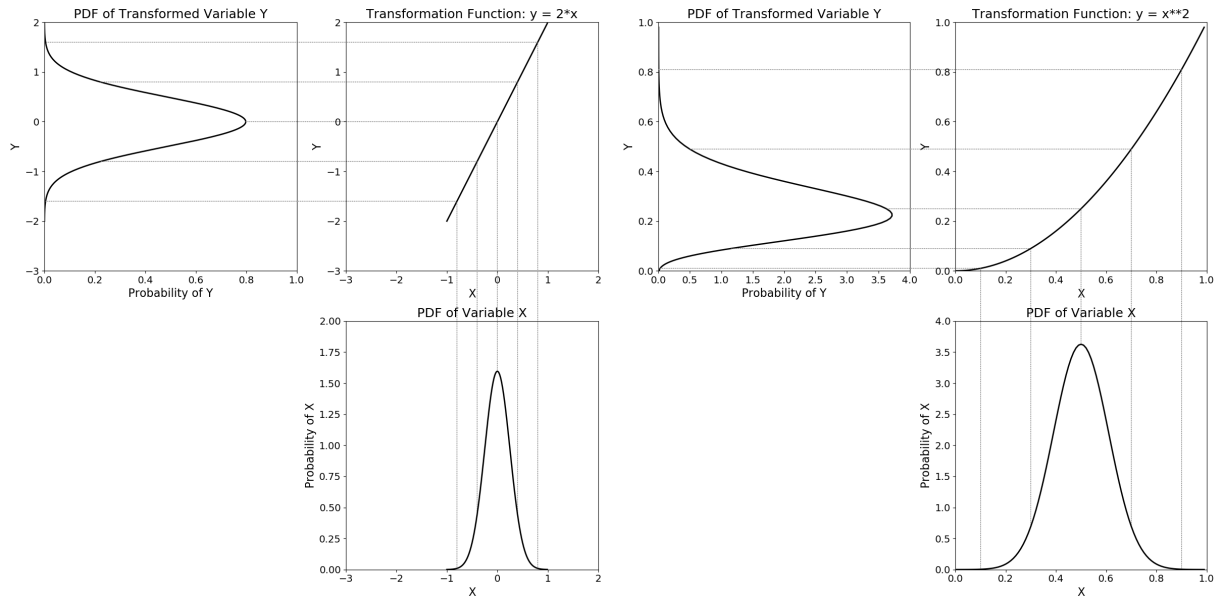 PDF of Transformed Variable Y
2
1
0
−1
−2
−3
Y
0.0 0.2 0.4 0.6 0.8 1.0
Probability of Y
Transformation Function: y = 2*x
2
1
0
−1
−2
−3
Y
−3 −2 −1 0 1 2
X
PDF of Variable X
2.00
1.75
1.50
1.25
1.00
0.75
0.50
0.25
0.00
Probability of X
−3 −2 −1 0 1 2
X
PDF of Transformed Variable Y
1.0
0.8
0.6
0.4
0.2
0.0
Y
0.0 0.5 1.0 1.5 2.0 2.5 3.0 3.5 4.0
Probability of Y
Transformation Function: y = x**2
1.0
0.8
0.6
0.4
0.2
0.0
Y
0.0 0.2 0.4 0.6 0.8 1.0
X
PDF of Variable X
4.0
3.5
3.0
2.5
2.0
1.5
1.0
0.5
0.0
Probability of X
0.0 0.2 0.4 0.6 0.8 1.0
X